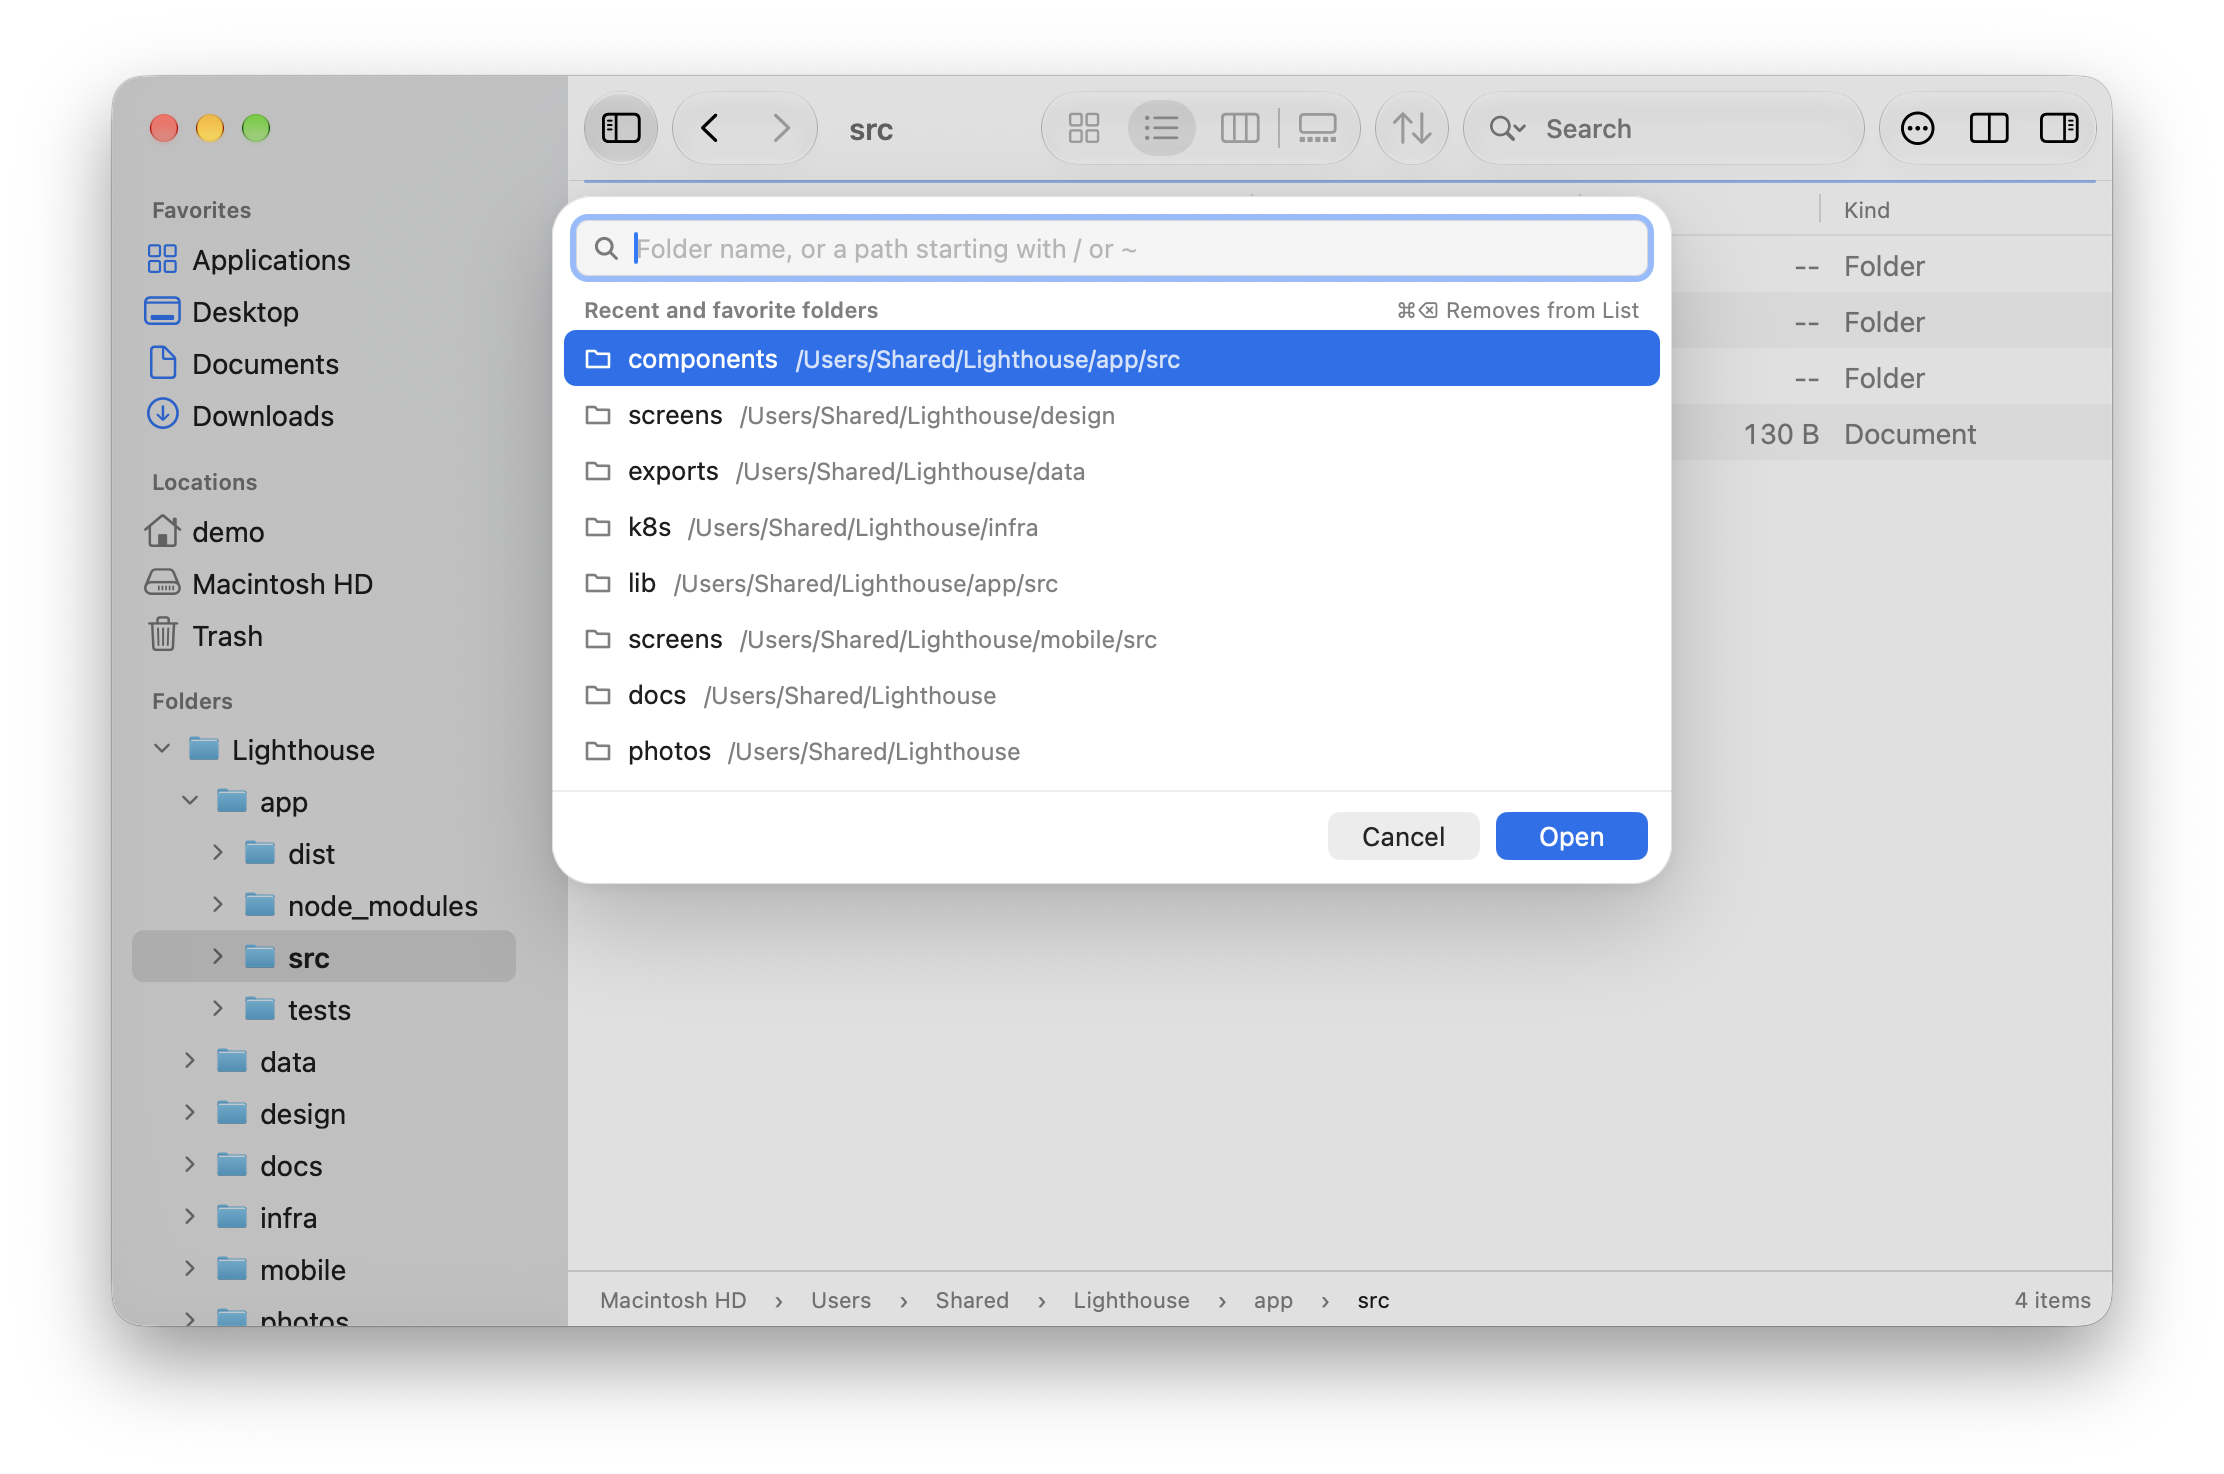 src
Search
Favorites
Applications
Desktop
Documents
Downloads
Locations
demo
Macintosh HD
Trash
Folders
Lighthouse
app
dist
node_modules
src
tests
data
design
docs
infra
mobile
photos
Kind
-- Folder
-- Folder
-- Folder
130 B Document
Folder name, or a path starting with / or ~
Recent and favorite folders
⌘⌫ Removes from List
components /Users/Shared/Lighthouse/app/src
screens /Users/Shared/Lighthouse/design
exports /Users/Shared/Lighthouse/data
k8s /Users/Shared/Lighthouse/infra
lib /Users/Shared/Lighthouse/app/src
screens /Users/Shared/Lighthouse/mobile/src
docs /Users/Shared/Lighthouse
photos /Users/Shared/Lighthouse
Cancel
Open
Macintosh HD › Users › Shared › Lighthouse › app › src
4 items